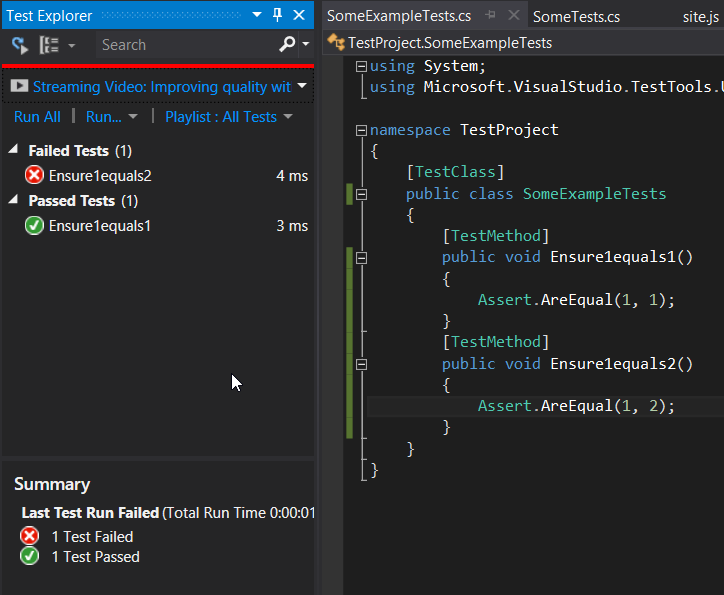 Test Explorer
Search
Streaming Video: Improving quality wit
Run All | Run... | Playlist : All Tests
Failed Tests (1)
Ensure1equals2 4 ms
Passed Tests (1)
Ensure1equals1 3 ms
Summary
Last Test Run Failed (Total Run Time 0:00:01
1 Test Failed
1 Test Passed
SomeExampleTests.cs SomeTests.cs site.js
TestProject.SomeExampleTests
using System;
using Microsoft.VisualStudio.TestTools.U
namespace TestProject
{
[TestClass]
public class SomeExampleTests
{
[TestMethod]
public void Ensure1equals1()
{
Assert.AreEqual(1, 1);
}
[TestMethod]
public void Ensure1equals2()
{
Assert.AreEqual(1, 2);
}
}
}